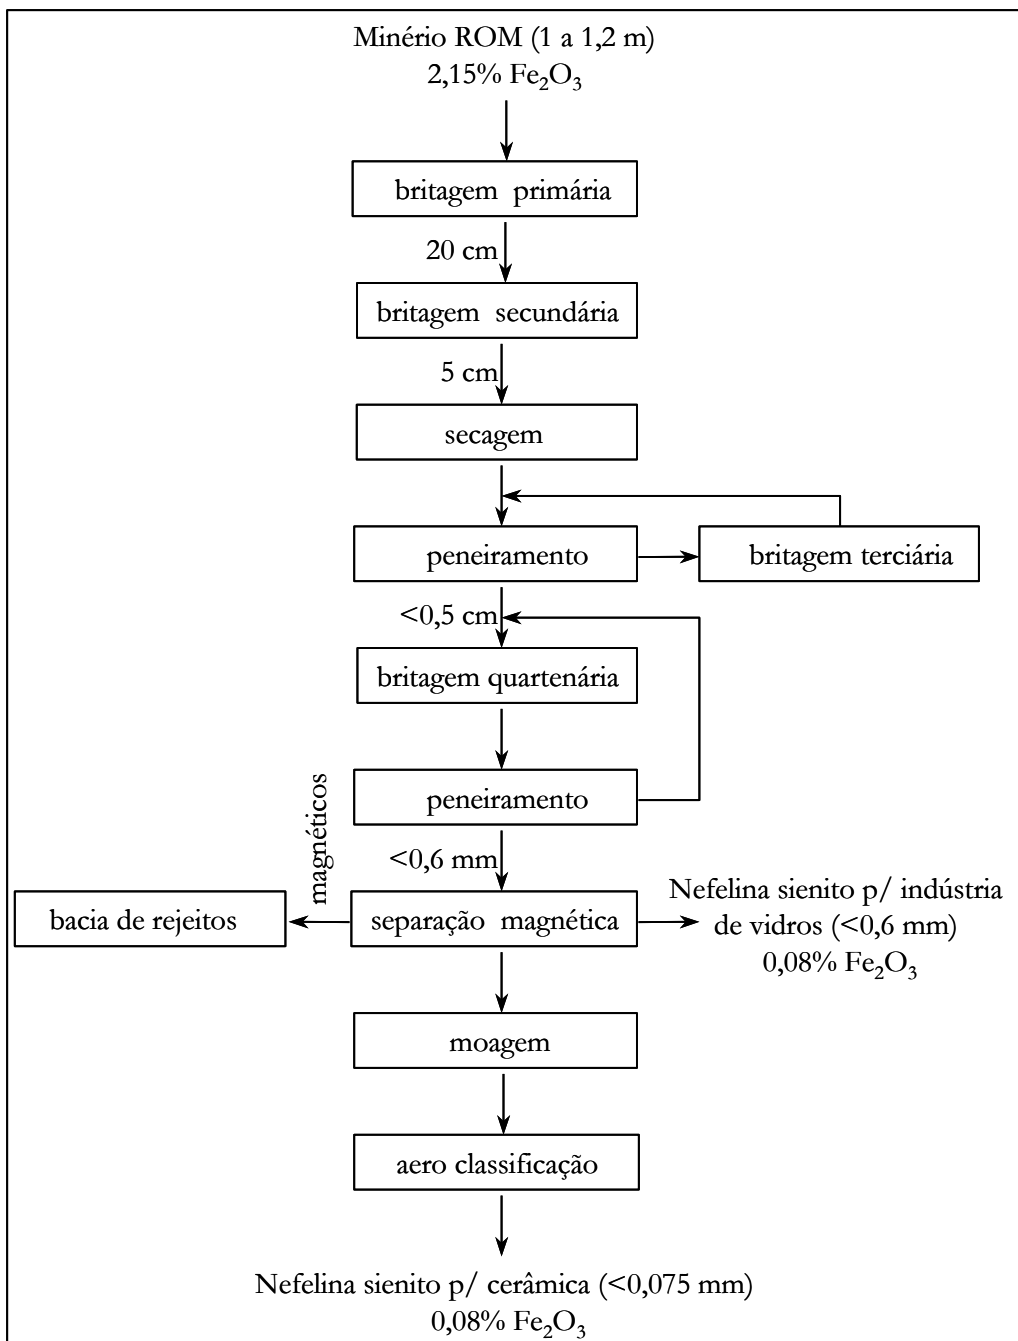 Minério ROM (1 a 1,2 m)
2,15% Fe₂O₃
britagem primária
20 cm
britagem secundária
5 cm
secagem
peneiramento
britagem terciária
<0,5 cm
britagem quartenária
peneiramento
magnéticos
<0,6 mm
bacia de rejeitos
separação magnética
Nefelina sienito p/ indústria
de vidros (<0,6 mm)
0,08% Fe₂O₃
moagem
aero classificação
Nefelina sienito p/ cerâmica (<0,075 mm)
0,08% Fe₂O₃